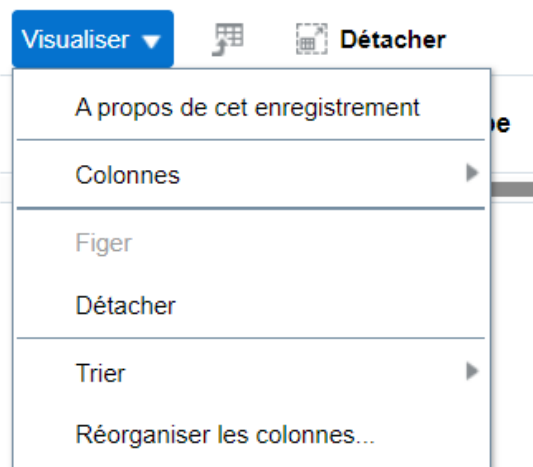 Visualiser
Détacher
A propos de cet enregistrement
Colonnes
Figer
Détacher
Trier
Réorganiser les colonnes...